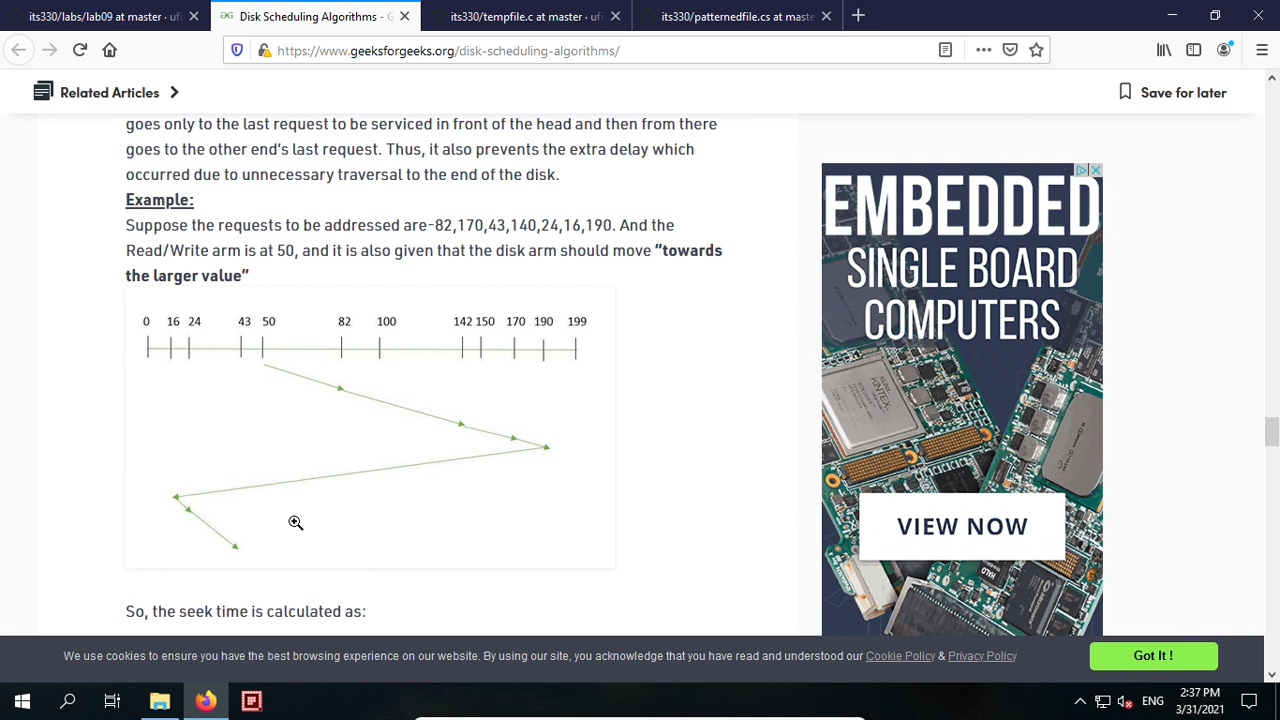 its330/labs/lab09 at master · uf
Disk Scheduling Algorithms - G
its330/tempfile.c at master · ufi
its330/patternedfile.cs at maste
https://www.geeksforgeeks.org/disk-scheduling-algorithms/
Related Articles
Save for later
goes only to the last request to be serviced in front of the head and then from there
goes to the other end's last request. Thus, it also prevents the extra delay which
occurred due to unnecessary traversal to the end of the disk.
Example:
Suppose the requests to be addressed are-82,170,43,140,24,16,190. And the
Read/Write arm is at 50, and it is also given that the disk arm should move “towards
the larger value”
0 16 24 43 50 82 100 142 150 170 190 199
So, the seek time is calculated as:
EMBEDDED
SINGLE BOARD
COMPUTERS
VIEW NOW
We use cookies to ensure you have the best browsing experience on our website. By using our site, you acknowledge that you have read and understood our Cookie Policy & Privacy Policy
Got It !
ENG
2:37 PM
3/31/2021